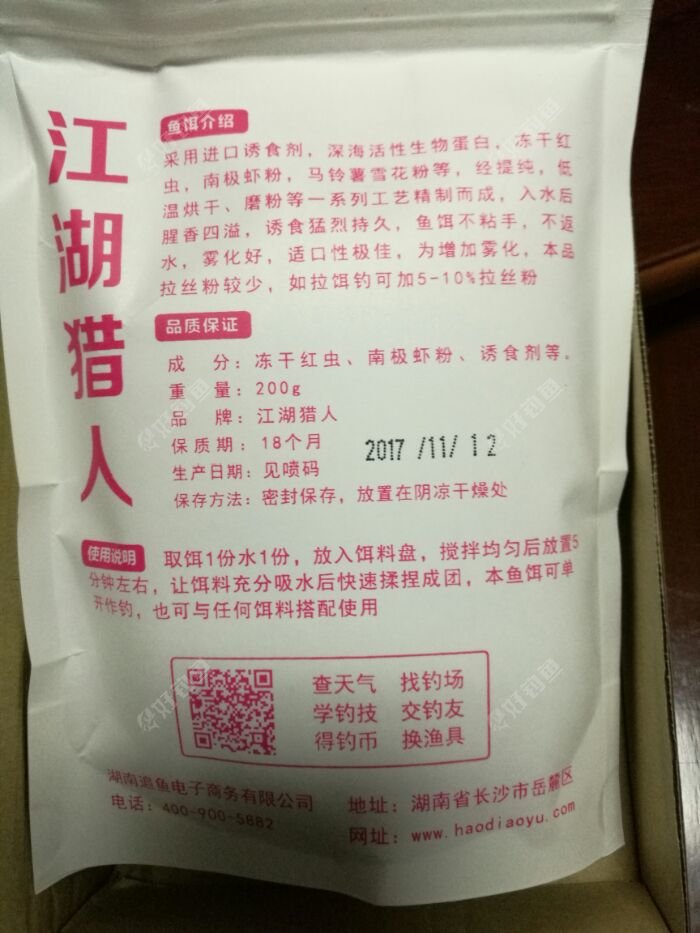 江湖猎人
鱼饵介绍
采用进口诱食剂，深海活性生物蛋白，冻干红
虫，南极虾粉，马铃薯雪花粉等，经提纯，低
温烘干、磨粉等一系列工艺精制而成，入水后
腥香四溢，诱食猛烈持久，鱼饵不粘手，不返
水，雾化好，适口性极佳，为增加雾化，本品
拉丝粉较少，如拉饵钓可加5-10%拉丝粉
品质保证
成 分：冻干红虫、南极虾粉、诱食剂等。
重 量：200g
品 牌：江湖猎人
保质期：18个月
2017 /11/ 12
生产日期：见喷码
保存方法：密封保存，放置在阴凉干燥处
使用说明
取饵1份水1份，放入饵料盘，搅拌均匀后放置5
分钟左右，让饵料充分吸水后快速揉捏成团，本鱼饵可单
开作钓，也可与任何饵料搭配使用
查天气 找钓场
学钓技 交钓友
得钓币 换渔具
湖南追鱼电子商务有限公司
地址：湖南省长沙市岳麓区
电话：400-900-5882
网址：www.haodiaoyu.com
好钓鱼
好钓鱼
好钓鱼
好钓鱼